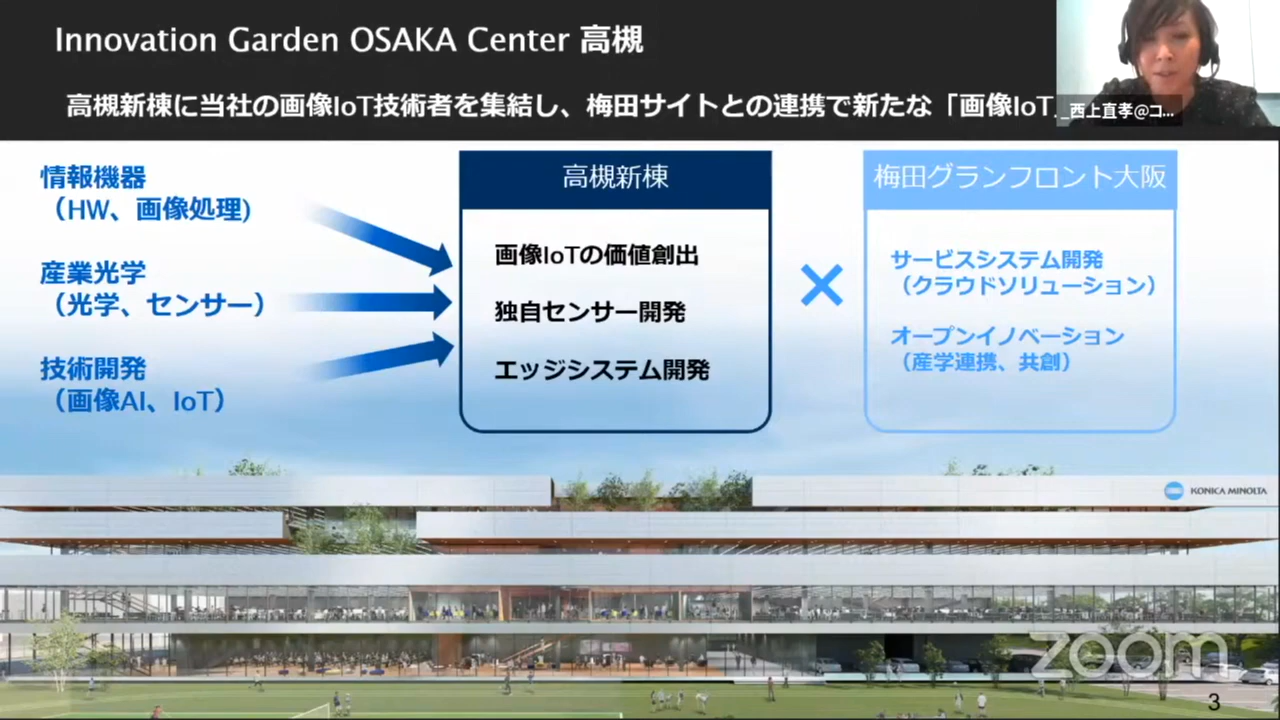 Innovation Garden OSAKA Center 高槻
高槻新棟に当社の画像IoT技術者を集結し、梅田サイトとの連携で新たな「画像IoT
_西上直孝@コ...
情報機器
（HW、画像処理)
産業光学
（光学、センサー）
技術開発
（画像AI、IoT）
高槻新棟
画像IoTの価値創出
独自センサー開発
エッジシステム開発
×
梅田グランフロント大阪
サービスシステム開発
（クラウドソリューション）
オープンイノベーション
（産学連携、共創）
KONICA MINOLTA
zoom
3